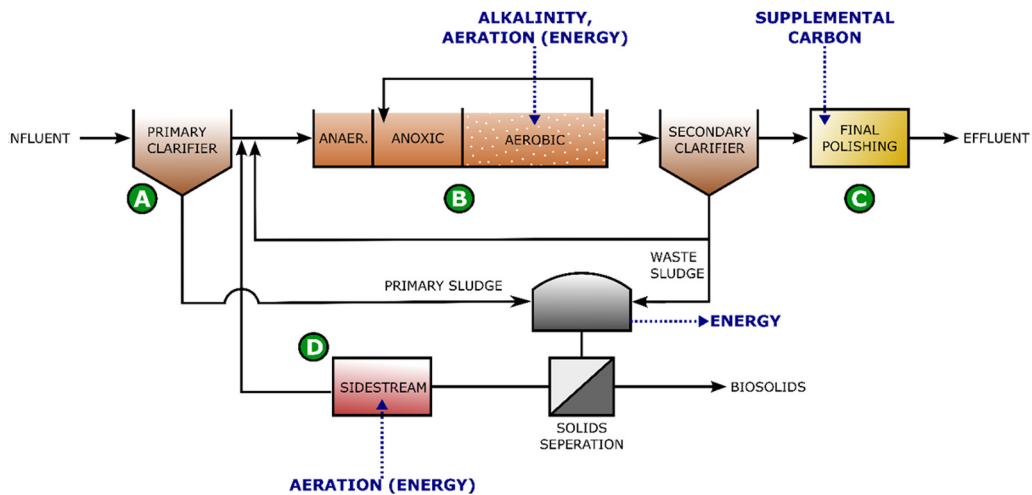 ALKALINITY,
AERATION (ENERGY)
SUPPLEMENTAL
CARBON
NFLUENT
PRIMARY
CLARIFIER
ANAER.
ANOXIC
AEROBIC
SECONDARY
CLARIFIER
FINAL
POLISHING
EFFLUENT
A
B
C
WASTE
SLUDGE
PRIMARY SLUDGE
ENERGY
D
SIDESTREAM
BIOSOLIDS
SOLIDS
SEPERATION
AERATION (ENERGY)